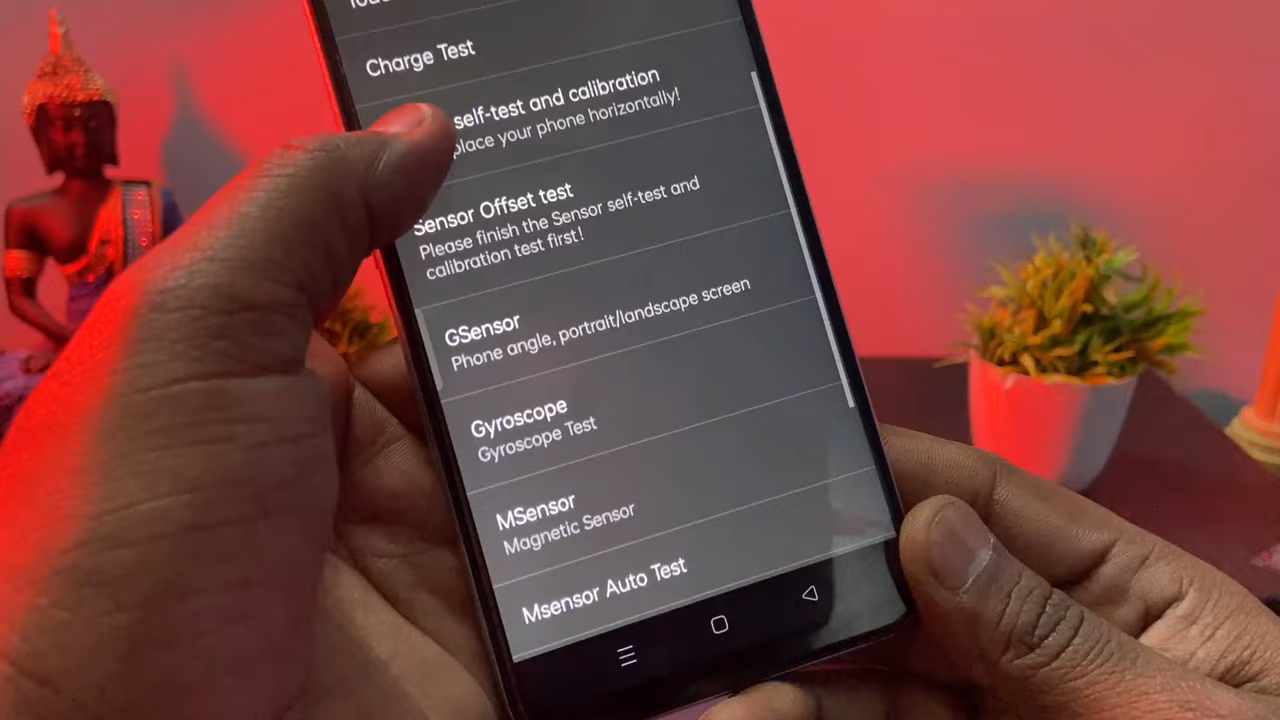 Charge Test
self-test and calibration
place your phone horizontally!
Sensor Offset test
Please finish the Sensor self-test and
calibration test first!
GSensor
Phone angle, portrait/landscape screen
Gyroscope
Gyroscope Test
MSensor
Magnetic Sensor
Msensor Auto Test